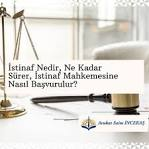 İstinaf Nedir, Ne Kadar
Sürer, İstinaf Mahkemesine
Nasıl Başvurulur?
Avukat Saim İNCEKAŞ